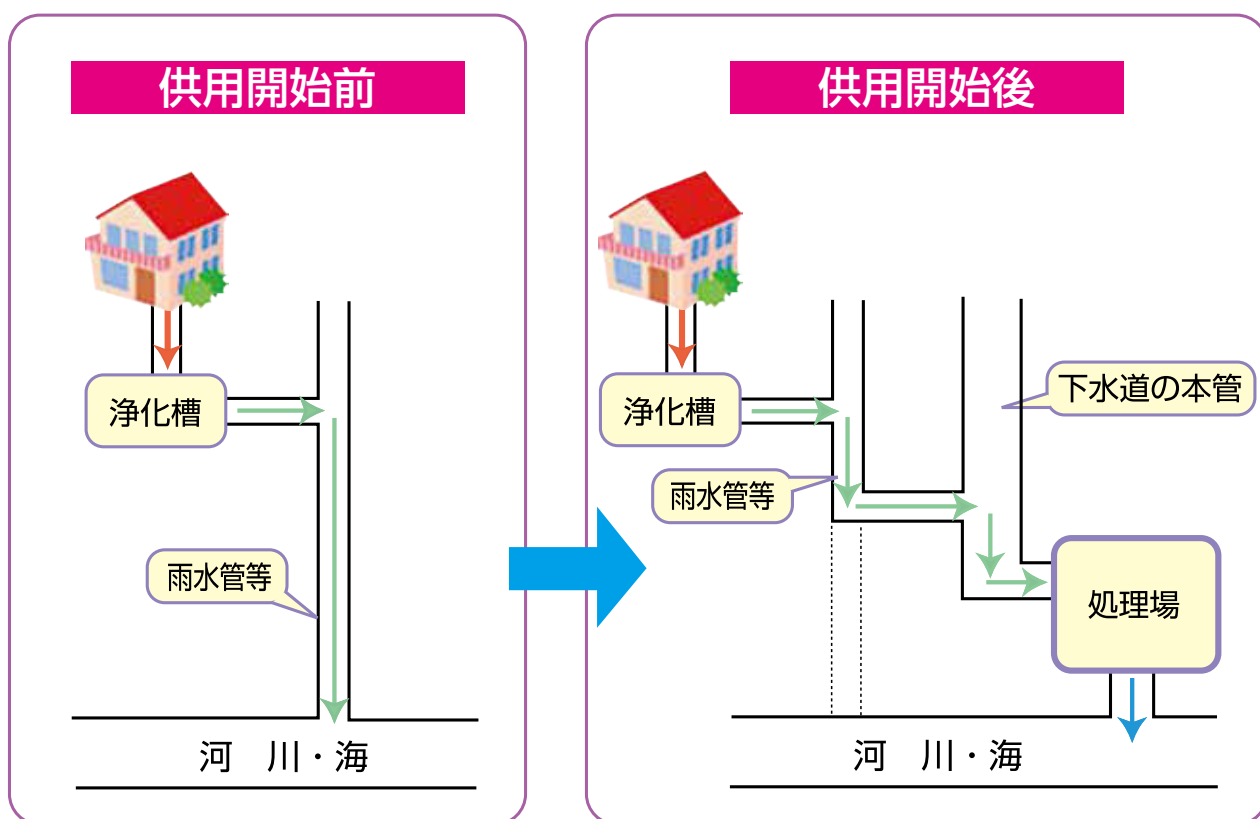 供用開始前
浄化槽
雨水管等
河　川・海
供用開始後
浄化槽
下水道の本管
雨水管等
処理場
河　川・海